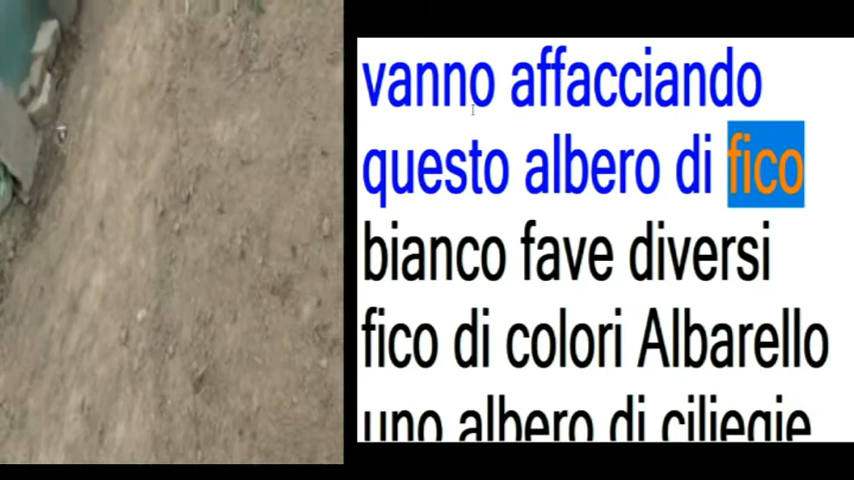 vanno affacciando
questo albero di fico
bianco fave diversi
fico di colori Albarello
uno albero di ciliegie